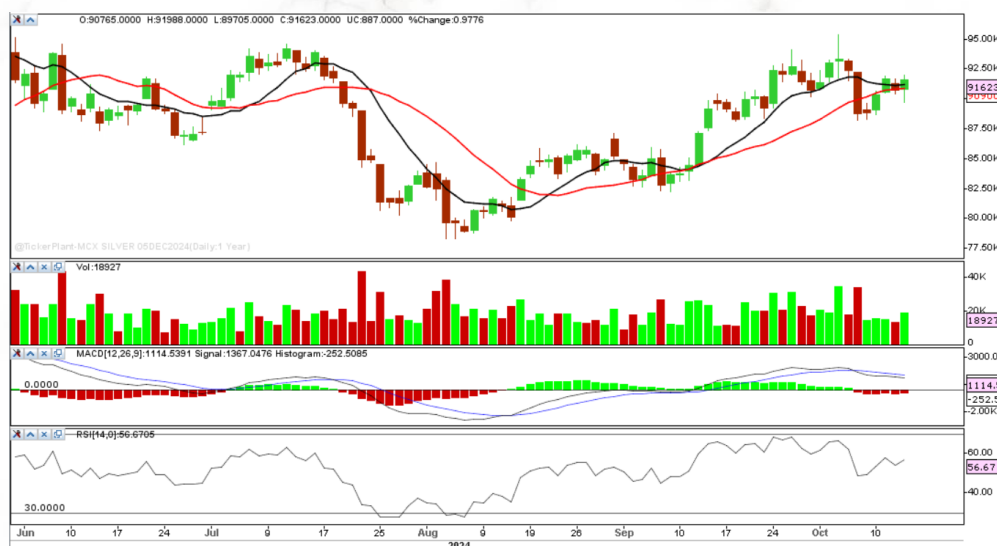 O:90765.0000 H:91988.0000 L:89705.0000 C:91623.0000 UC:887.0000 %Change:0.9776
95.00K
92.50K
91623
87.50K
85.00K
82.50K
80.00K
77.50K
@TickerPlant-MCX SILVER 05DEC2024(Daily:1 Year)
Vol:18927
40K
20K
18927
0
MACD[12,26,9]:1114.5391 Signal:1367.0476 Histogram:-252.5085
3000.0
0.0000
1114.5
-252.5
-2.00K
RSI[14,0]:56.6705
60.00
56.67
40.00
30.0000
Jun 10 17 24 Jul 9 17 25 Aug 9 19 26 Sep 9 17 24 Oct 10
2024